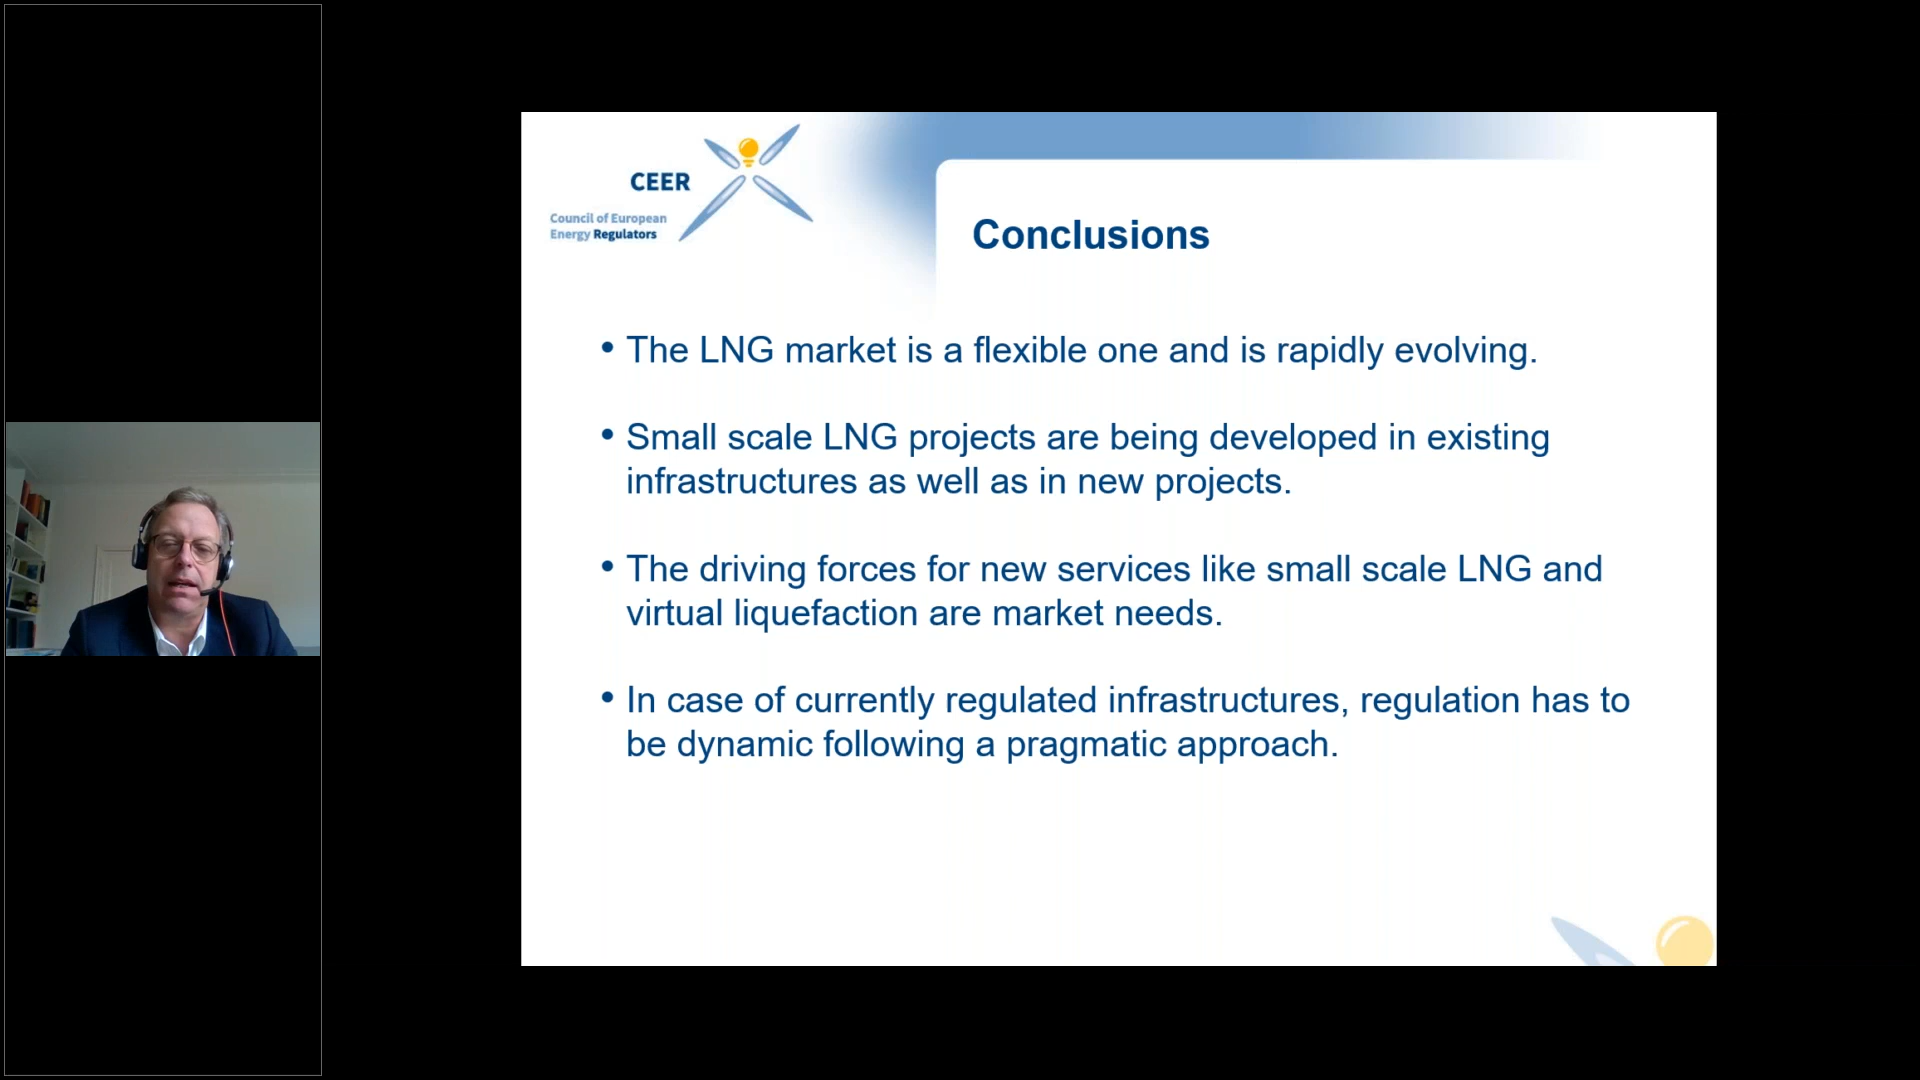 CEER
Council of European
Energy Regulators
Conclusions
• The LNG market is a flexible one and is rapidly evolving.
• Small scale LNG projects are being developed in existing
infrastructures as well as in new projects.
• The driving forces for new services like small scale LNG and
virtual liquefaction are market needs.
• In case of currently regulated infrastructures, regulation has to
be dynamic following a pragmatic approach.